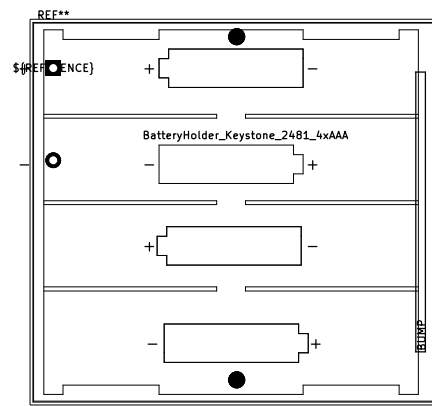 REF**
+ ${REFERENCE}
+ −
BatteryHolder_Keystone_2481_4xAAA
− − +
+ −
− +
BUMP